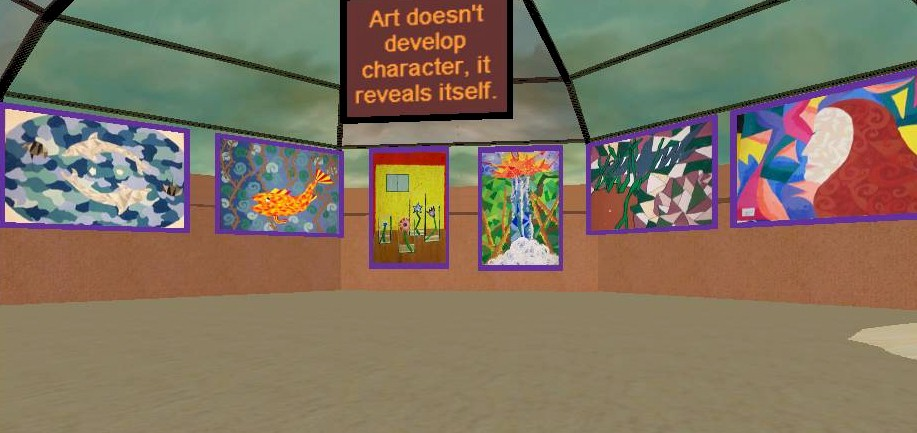 Art doesn't
develop
character, it
reveals itself.